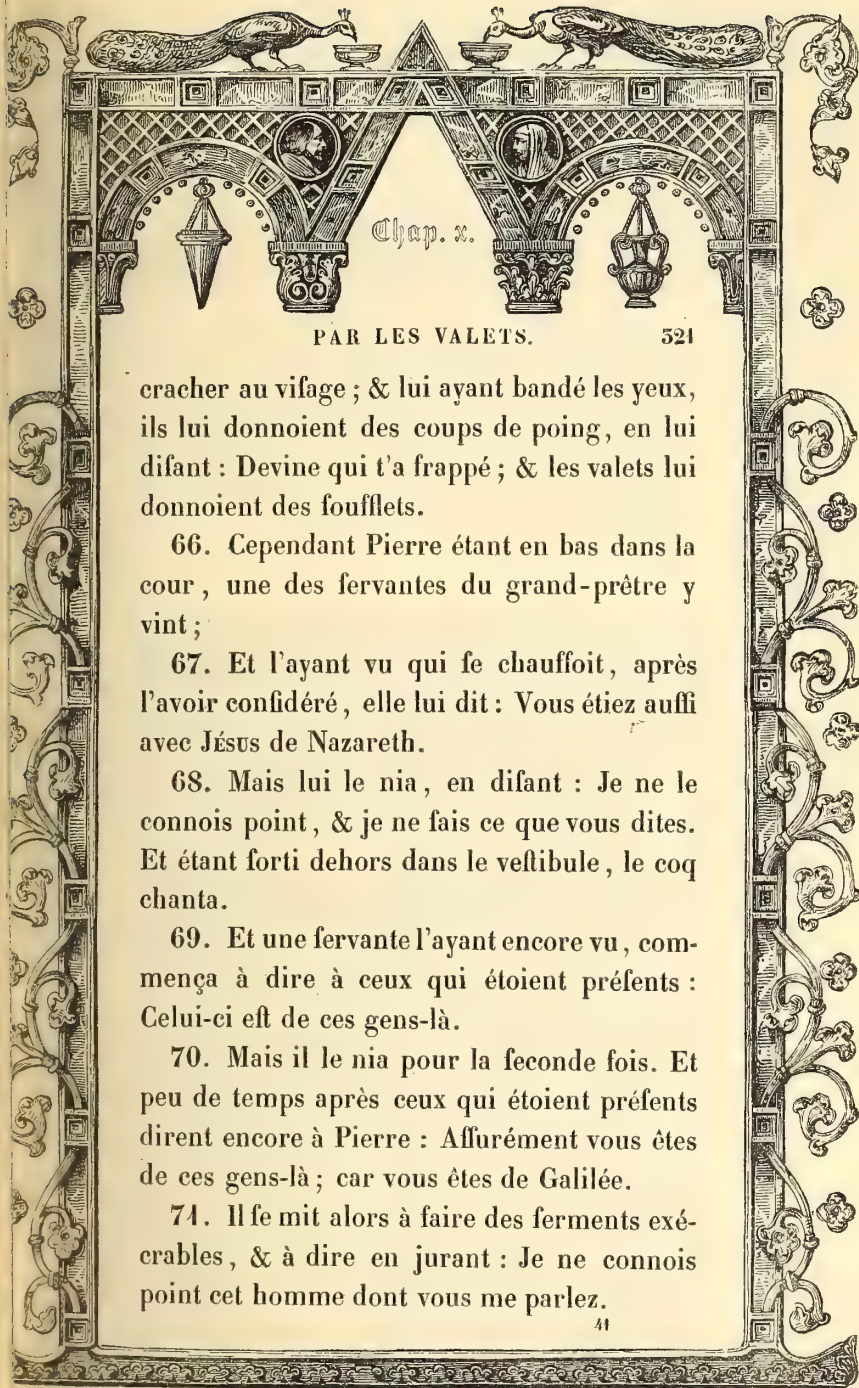 Chap. x.
PAR LES VALETS. 321
cracher au viſage ; & lui ayant bandé les yeux,
ils lui donnoient des coups de poing, en lui
diſant : Devine qui t'a frappé ; & les valets lui
donnoient des ſoufflets.
66. Cependant Pierre étant en bas dans la
cour, une des ſervantes du grand-prêtre y
vint ;
67. Et l'ayant vu qui ſe chauffoit, après
l'avoir conſidéré, elle lui dit : Vous étiez auſſi
avec JÉSUS de Nazareth.
68. Mais lui le nia, en diſant : Je ne le
connois point, & je ne ſais ce que vous dites.
Et étant ſorti dehors dans le veſtibule, le coq
chanta.
69. Et une ſervante l'ayant encore vu, com-
mença à dire à ceux qui étoient préſents :
Celui-ci eſt de ces gens-là.
70. Mais il le nia pour la ſeconde fois. Et
peu de temps après ceux qui étoient préſents
dirent encore à Pierre : Aſſurément vous êtes
de ces gens-là ; car vous êtes de Galilée.
71. Il ſe mit alors à faire des ſerments exé-
crables, & à dire en jurant : Je ne connois
point cet homme dont vous me parlez.
41